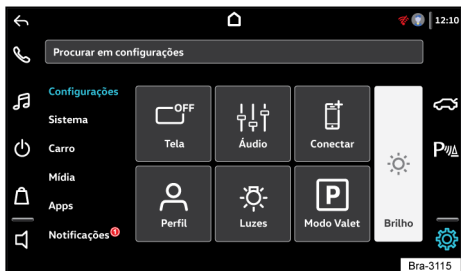 12:10
Procurar em configurações
Configurações
Sistema
Carro
Mídia
Apps
Notificações 1
OFF
Tela
Áudio
Conectar
Perfil
Luzes
P
Modo Valet
Brilho
P
Bra-3115